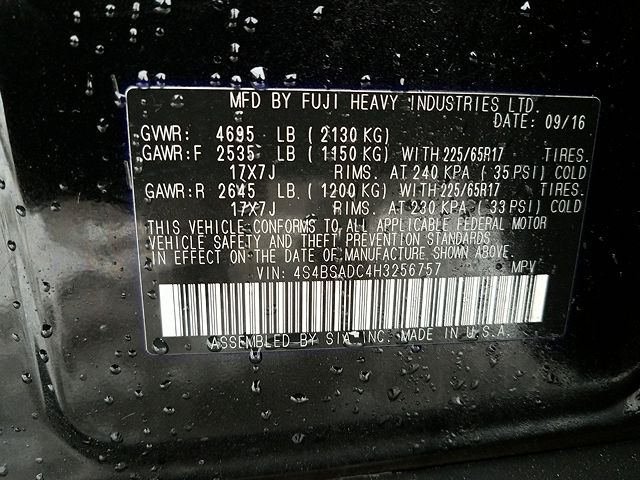 MFD BY FUJI HEAVY INDUSTRIES LTD.
DATE: 09/16
GVWR: 4695 LB (2130 KG)
GAWR:F 2535 LB (1150 KG) WITH 225/65R17 TIRES.
17X7J RIMS. AT 240 KPA (35 PSI) COLD
GAWR:R 2645 LB. (1200 KG) WITH 225/65R17 TIRES.
17X7J RIMS. AT 230 KPA (33 PSI) COLD
THIS VEHICLE CONFORMS TO ALL APPLICABLE FEDERAL MOTOR
VEHICLE SAFETY AND THEFT PREVENTION STANDARDS
IN EFFECT ON THE DATE OF MANUFACTURE SHOWN ABOVE.
VIN: 4S4BSADC4H3256757 MPV
ASSEMBLED BY SIA, INC. MADE IN U.S.A.